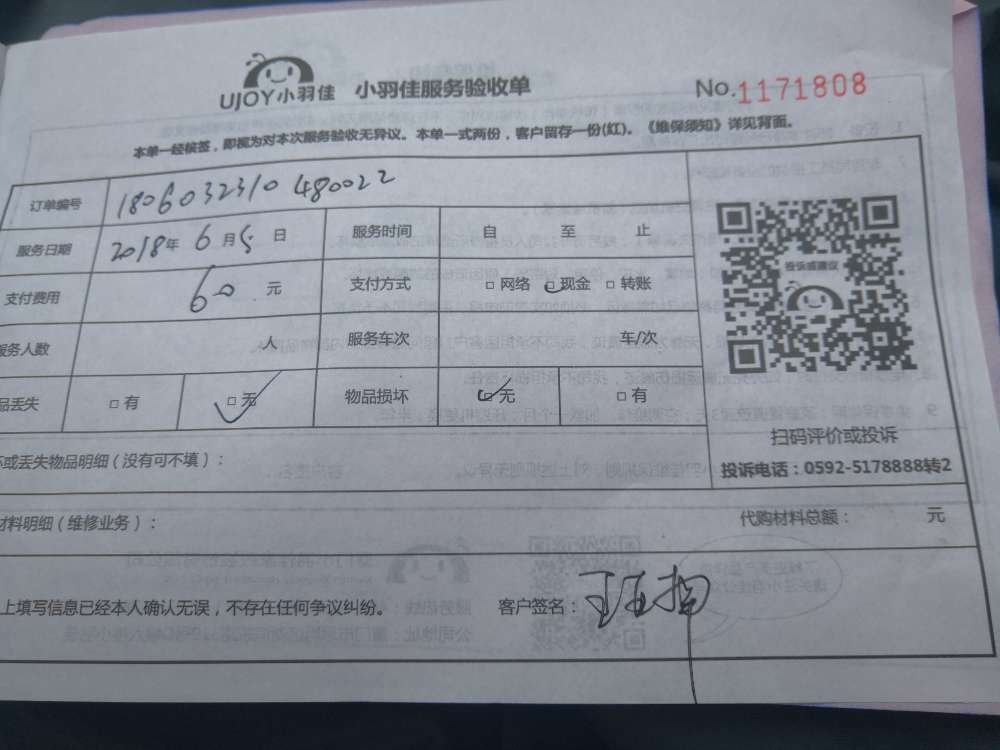 UJOY小羽佳 小羽佳服务验收单 No.1171808
本单一经核签，即视为对本次服务验收无异议。本单一式两份，客户留存一份(红)。《维保须知》详见背面。
订单编号 1806032310480022
服务日期 2018年 6月5日 服务时间 自 至 止
支付费用 60 元 支付方式 □网络 □现金 □转账
服务人数 人 服务车次 车/次
品丢失 □有 □无 物品损坏 □无 □有
投诉或建议
扫码评价或投诉
投诉电话：0592-5178888转2
坏或丢失物品明细（没有可不填）：
材料明细（维修业务）： 代购材料总额： 元
上填写信息已经本人确认无误，不存在任何争议纠纷。 客户签名：